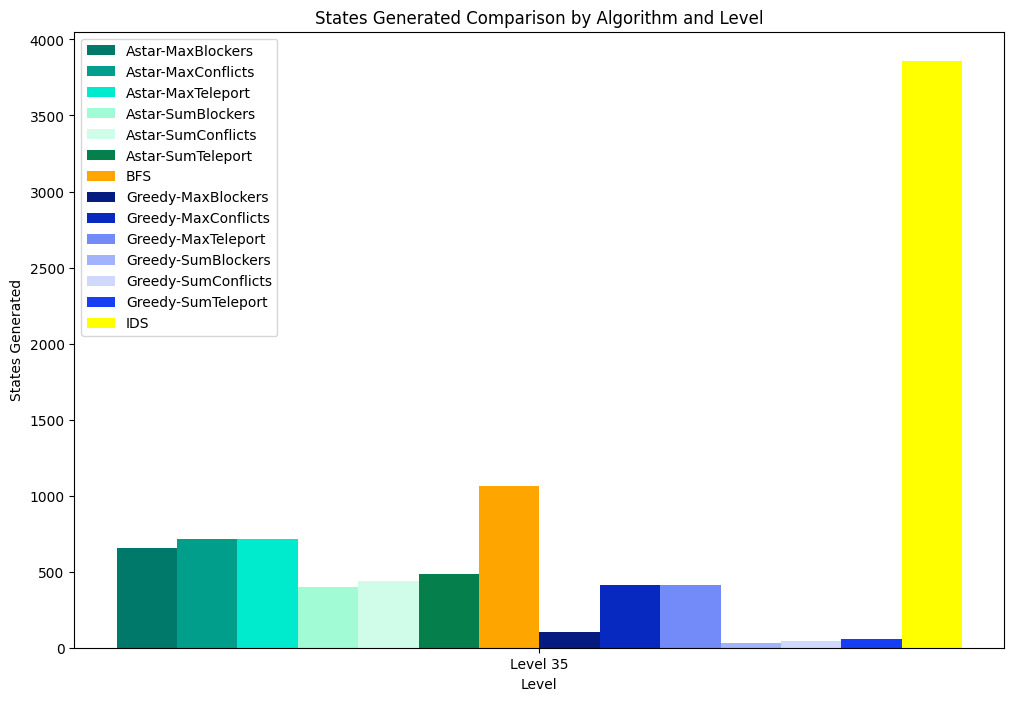 States Generated Comparison by Algorithm and Level
Astar-MaxBlockers
Astar-MaxConflicts
Astar-MaxTeleport
Astar-SumBlockers
Astar-SumConflicts
Astar-SumTeleport
BFS
Greedy-MaxBlockers
Greedy-MaxConflicts
Greedy-MaxTeleport
Greedy-SumBlockers
Greedy-SumConflicts
Greedy-SumTeleport
IDS
States Generated
4000
3500
3000
2500
2000
1500
1000
500
0
Level 35
Level